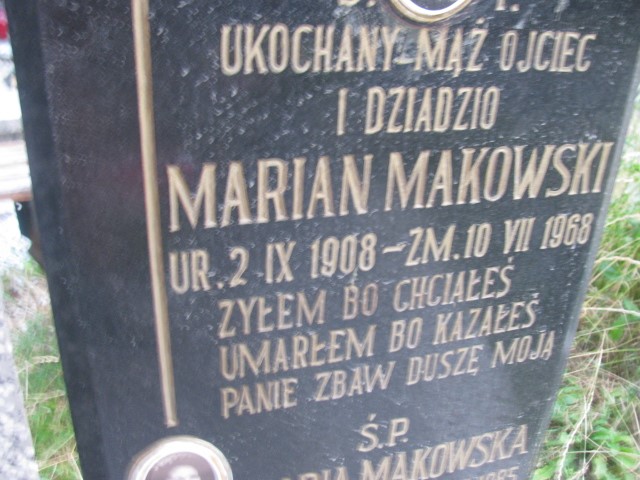 UKOCHANY MĄŻ OJCIEC
I DZIADZIO
MARIAN MAKOWSKI
UR. 2 IX 1908 - ZM. 10 VII 1968
ŻYŁEM BO CHCIAŁEŚ
UMARŁEM BO KAZAŁEŚ
PANIE ZBAW DUSZĘ MOJĄ
Ś.P.
MAKOWSKA
1985